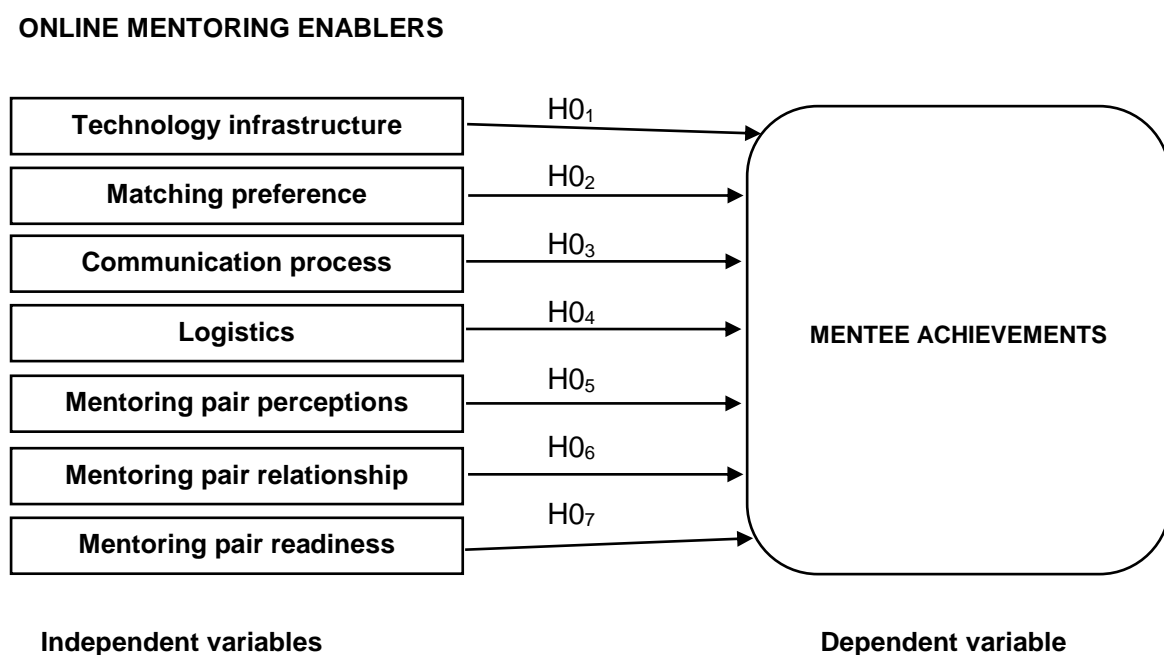 ONLINE MENTORING ENABLERS
Technology infrastructure
H0₁
Matching preference
H0₂
Communication process
H0₃
Logistics
H0₄
MENTEE ACHIEVEMENTS
Mentoring pair perceptions
H0₅
Mentoring pair relationship
H0₆
Mentoring pair readiness
H0₇
Independent variables
Dependent variable